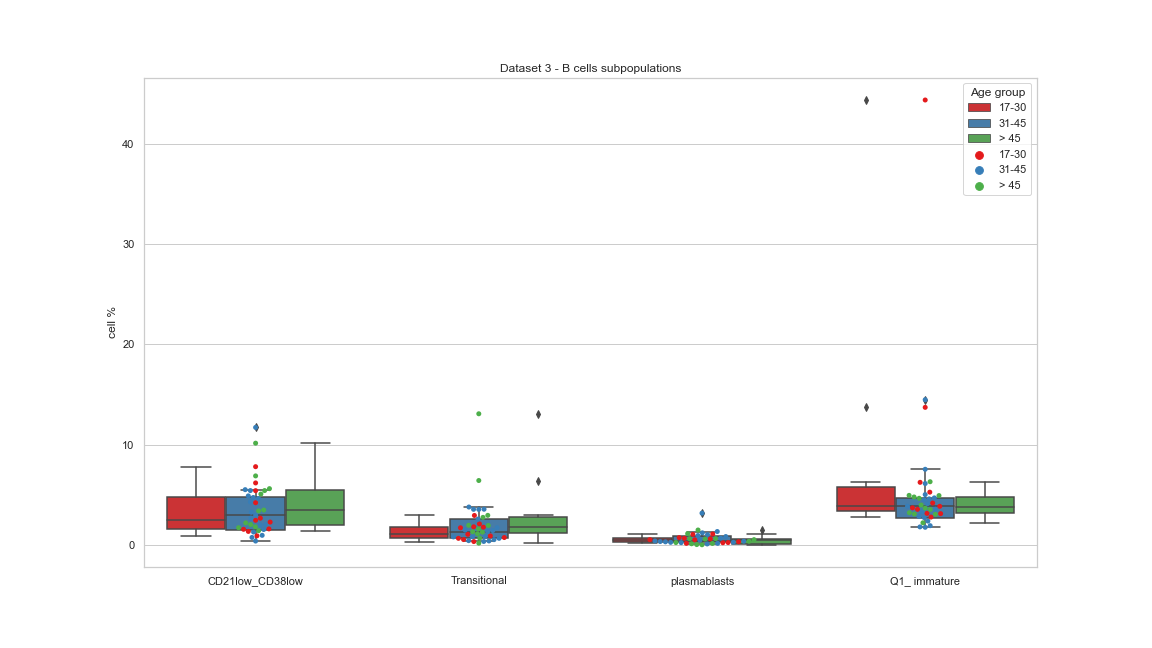 Dataset 3 - B cells subpopulations
Age group
17-30
31-45
> 45
17-30
31-45
> 45
cell %
40
30
20
10
0
CD21low_CD38low
Transitional
plasmablasts
Q1_ immature